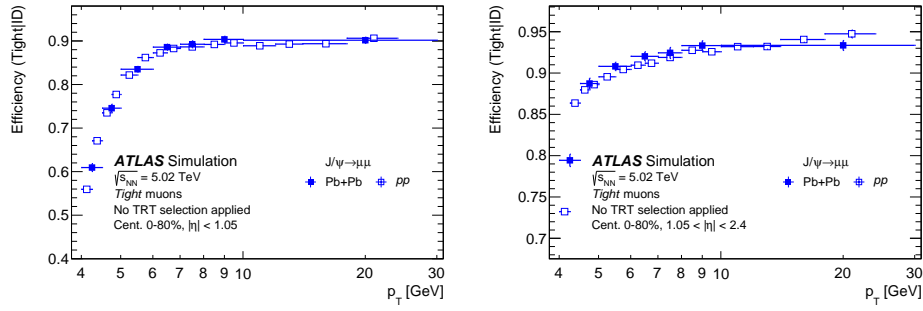 Efficiency (Tight|ID)
0.9
0.8
0.7
0.6
0.5
0.4
ATLAS Simulation
√s_NN = 5.02 TeV
Tight muons
No TRT selection applied
Cent. 0-80%, |η| < 1.05
J/ψ→μμ
Pb+Pb pp
4 5 6 7 8 9 10 20 30
p_T [GeV]
Efficiency (Tight|ID)
0.95
0.9
0.85
0.8
0.75
0.7
ATLAS Simulation
√s_NN = 5.02 TeV
Tight muons
No TRT selection applied
Cent. 0-80%, 1.05 < |η| < 2.4
J/ψ→μμ
Pb+Pb pp
4 5 6 7 8 9 10 20 30
p_T [GeV]